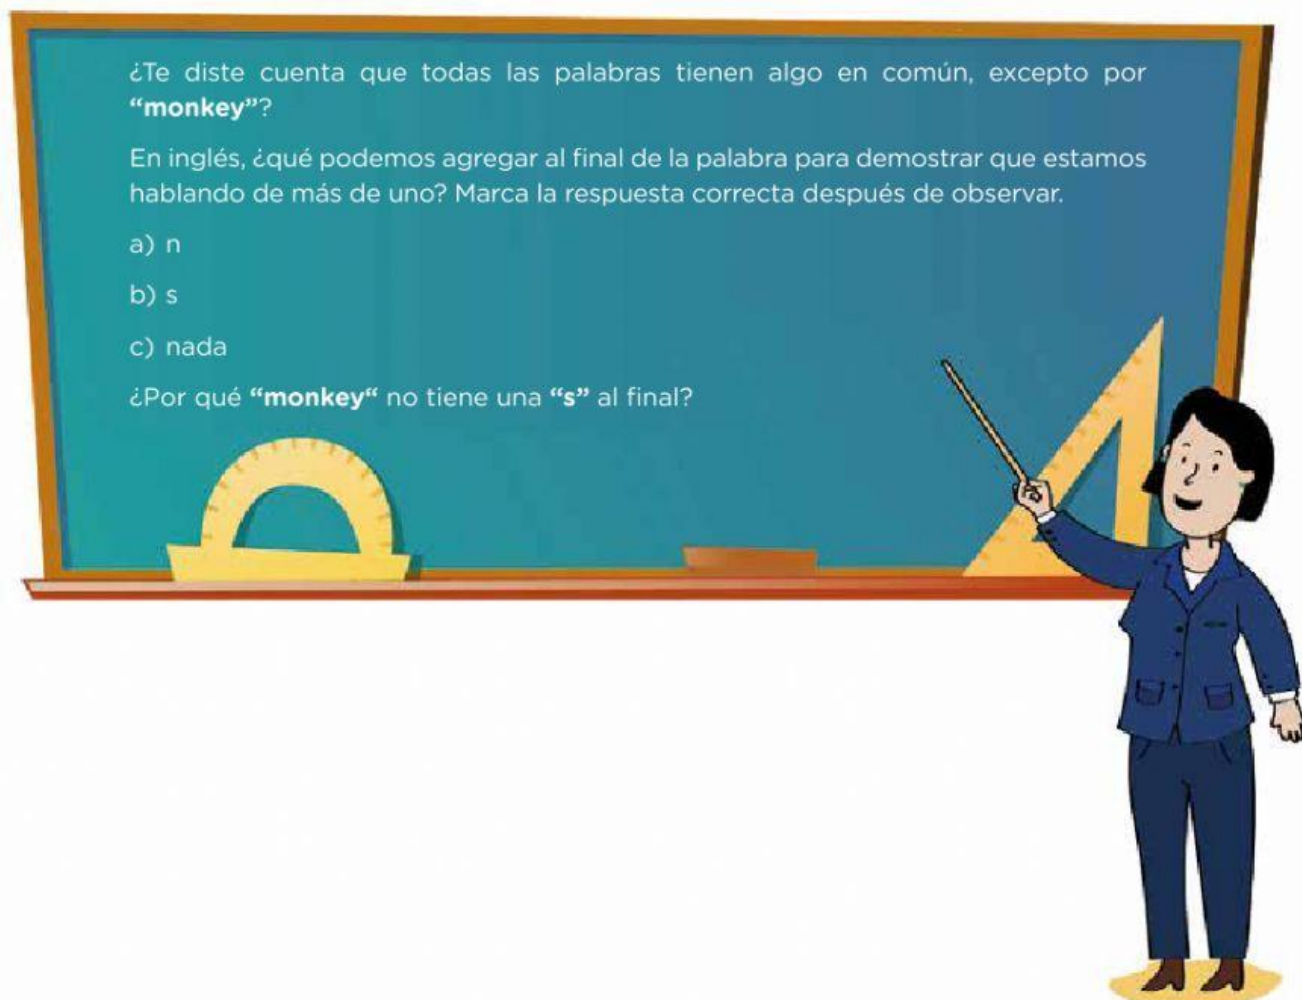 ¿Te diste cuenta que todas las palabras tienen algo en común, excepto por
“monkey”?
En inglés, ¿qué podemos agregar al final de la palabra para demostrar que estamos
hablando de más de uno? Marca la respuesta correcta después de observar.
a) n
b) s
c) nada
¿Por qué “monkey“ no tiene una “s” al final?